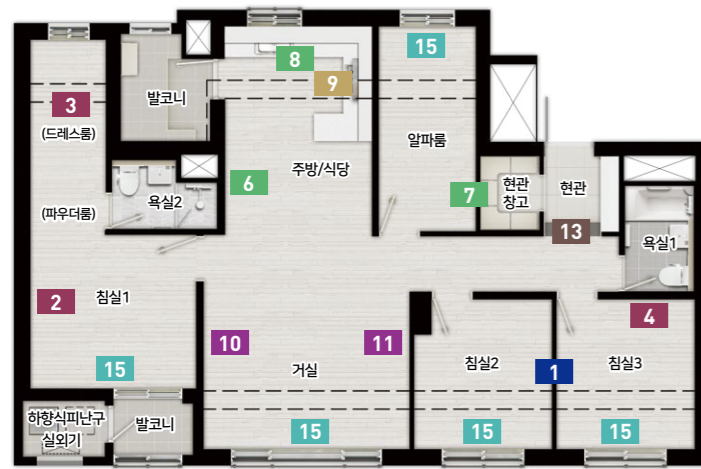 15
8
9
3
(드레스룸)
발코니
알파룸
주방/식당
6
7
현관
창고
현관
욕실2
(파우더룸)
13
욕실1
2
침실1
4
10
11
거실
침실2
1
침실3
15
하향식피난구
실외기
발코니
15
15
15